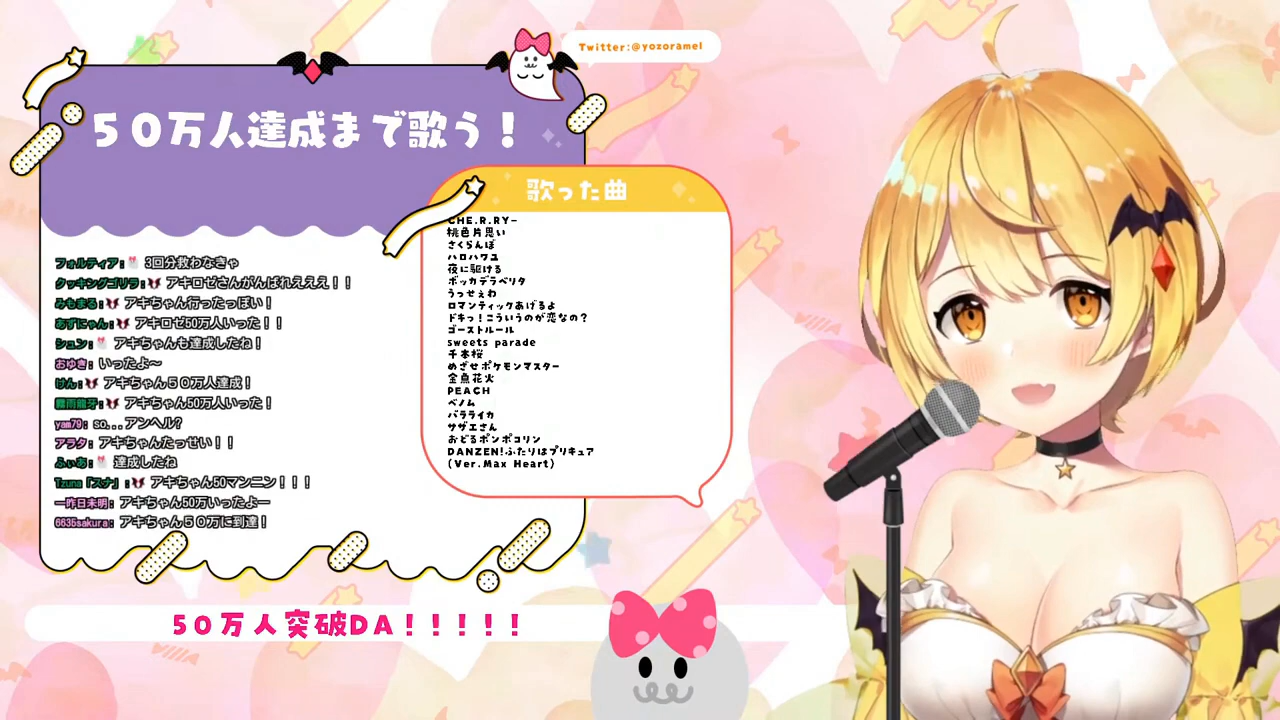 Twitter:@yozoramel
50万人達成まで歌う！
歌った曲
CHE.R.RY-
桃色片思い
さくらんぼ
ハロハワユ
夜に駆ける
ボッカデラベリタ
うっせぇわ
ロマンティックあげるよ
ドキっ！こういうのが恋なの？
ゴーストルール
sweets parade
千本桜
めざせポケモンマスター
金魚花火
PEACH
ベノム
バラライカ
サザエさん
おどるポンポコリン
DANZEN!ふたりはプリキュア
(Ver.Max Heart)
フォルティア: 3回分救わなきゃ
クッキングゴリラ: アキロゼさんがんばれえええ！！
みちまる: アキちゃん行ったっぽい！
あずにゃん: アキロゼ50万人いった！！
シュン: アキちゃんも達成したね！
おゆき: いったよ〜
けん: アキちゃん５０万人達成！
霧雨龍牙: アキちゃん50万人いった！
yam79: so...アンヘル?
アラタ: アキちゃんたっせい！！
ふぃあ: 達成したね
Tzuna「スナ」: アキちゃん50マンニン！！！
一昨日未明: アキちゃん50万いったよー
6635sakura: アキちゃん５０万に到達！
50万人突破DA！！！！！